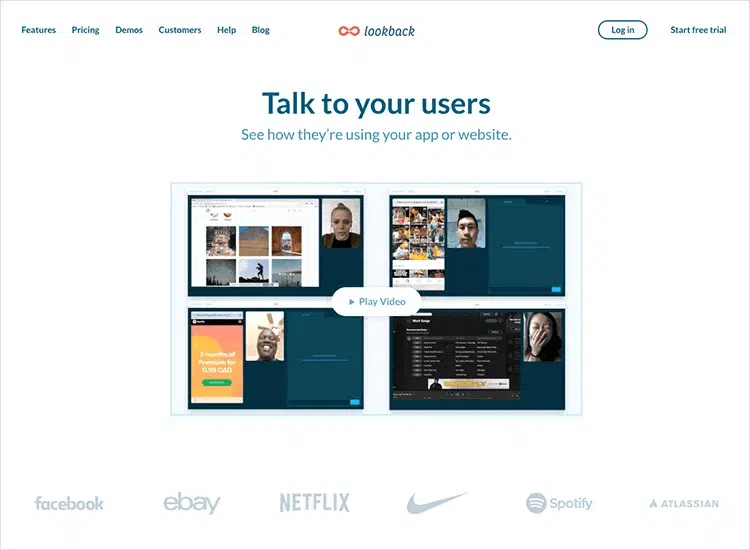 Features Pricing Demos Customers Help Blog
lookback
Log in
Start free trial
Talk to your users
See how they're using your app or website.
3 months of
Premium for
0.99 CAD
Play Video
facebook
ebay
NETFLIX
Spotify
ATLASSIAN